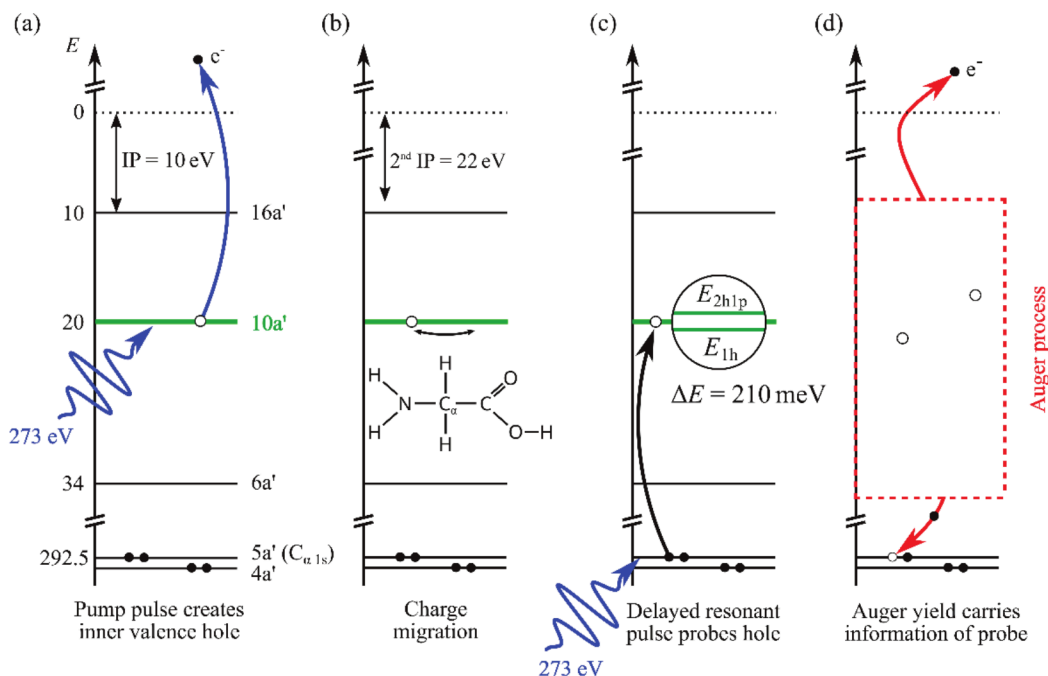 (a)
E
e-
0
IP = 10 eV
10
16a'
20
10a'
273 eV
34
6a'
292.5
5a' (Cα 1s)
4a'
Pump pulse creates
inner valence hole
(b)
2nd IP = 22 eV
H
H
O
N
Cα
C
H
H
O
H
Charge
migration
(c)
E2h1p
E1h
ΔE = 210 meV
273 eV
Delayed resonant
pulse probes hole
(d)
e-
Auger process
Auger yield carries
information of probe